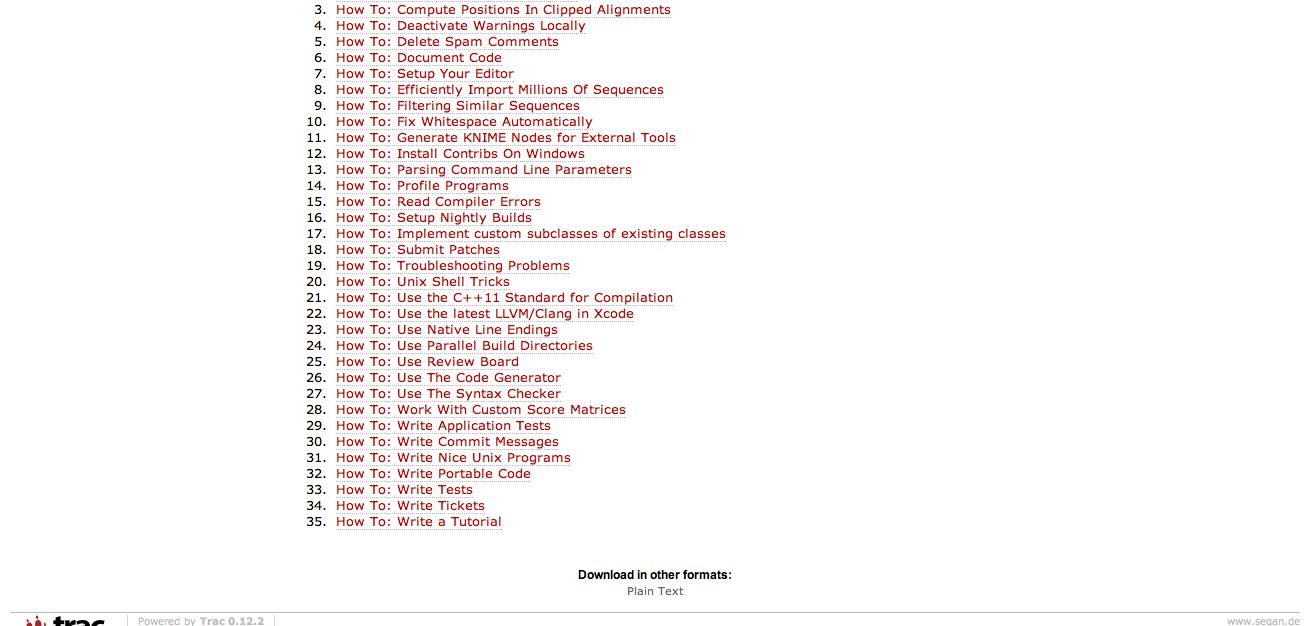 3. How To: Compute Positions In Clipped Alignments
4. How To: Deactivate Warnings Locally
5. How To: Delete Spam Comments
6. How To: Document Code
7. How To: Setup Your Editor
8. How To: Efficiently Import Millions Of Sequences
9. How To: Filtering Similar Sequences
10. How To: Fix Whitespace Automatically
11. How To: Generate KNIME Nodes for External Tools
12. How To: Install Contribs On Windows
13. How To: Parsing Command Line Parameters
14. How To: Profile Programs
15. How To: Read Compiler Errors
16. How To: Setup Nightly Builds
17. How To: Implement custom subclasses of existing classes
18. How To: Submit Patches
19. How To: Troubleshooting Problems
20. How To: Unix Shell Tricks
21. How To: Use the C++11 Standard for Compilation
22. How To: Use the latest LLVM/Clang in Xcode
23. How To: Use Native Line Endings
24. How To: Use Parallel Build Directories
25. How To: Use Review Board
26. How To: Use The Code Generator
27. How To: Use The Syntax Checker
28. How To: Work With Custom Score Matrices
29. How To: Write Application Tests
30. How To: Write Commit Messages
31. How To: Write Nice Unix Programs
32. How To: Write Portable Code
33. How To: Write Tests
34. How To: Write Tickets
35. How To: Write a Tutorial
Download in other formats:
Plain Text
trac Powered by Trac 0.12.2 www.seqan.de